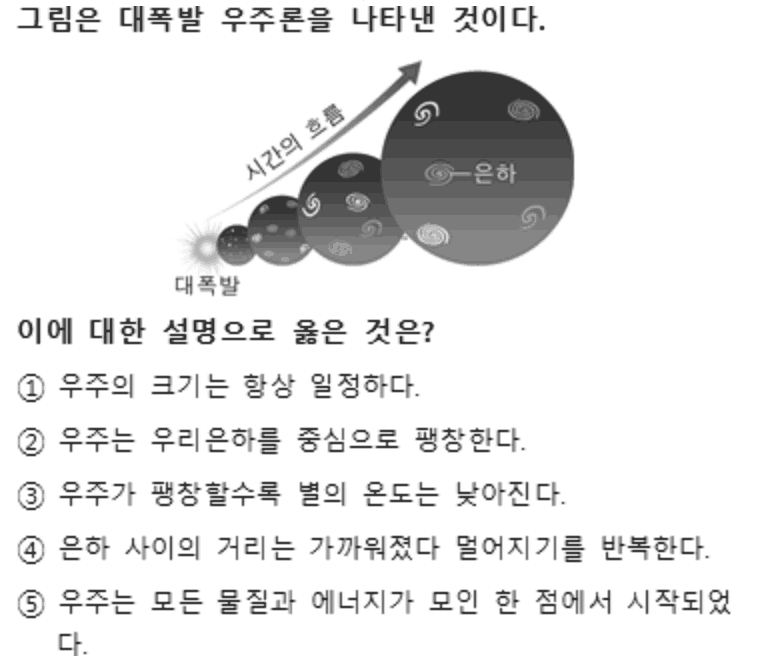 그림은 대폭발 우주론을 나타낸 것이다.
시간의 흐름
은하
대폭발
이에 대한 설명으로 옳은 것은?
① 우주의 크기는 항상 일정하다.
② 우주는 우리은하를 중심으로 팽창한다.
③ 우주가 팽창할수록 별의 온도는 낮아진다.
④ 은하 사이의 거리는 가까워졌다 멀어지기를 반복한다.
⑤ 우주는 모든 물질과 에너지가 모인 한 점에서 시작되었
다.